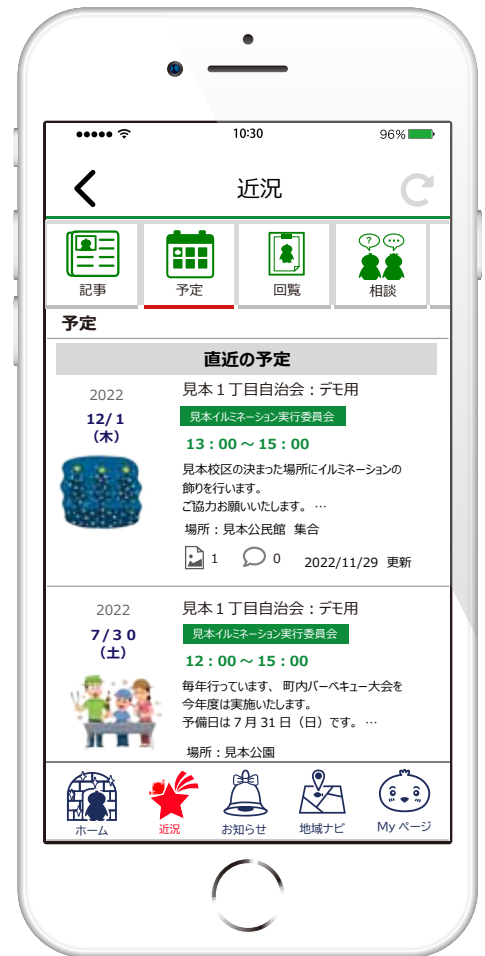 10:30
96%
近況
記事
予定
回覧
相談
予定
直近の予定
2022
12/1
（木）
見本１丁目自治会：デモ用
見本イルミネーション実行委員会
13：00～15：00
見本校区の決まった場所にイルミネーションの
飾りを行います。
ご協力お願いいたします。 …
場所：見本公民館 集合
1
0
2022/11/29 更新
2022
7/30
（土）
見本１丁目自治会：デモ用
見本イルミネーション実行委員会
12：00～15：00
毎年行っています、町内バーベキュー大会を
今年度は実施いたします。
予備日は７月31日（日）です。 …
場所：見本公園
ホーム
近況
お知らせ
地域ナビ
Myページ